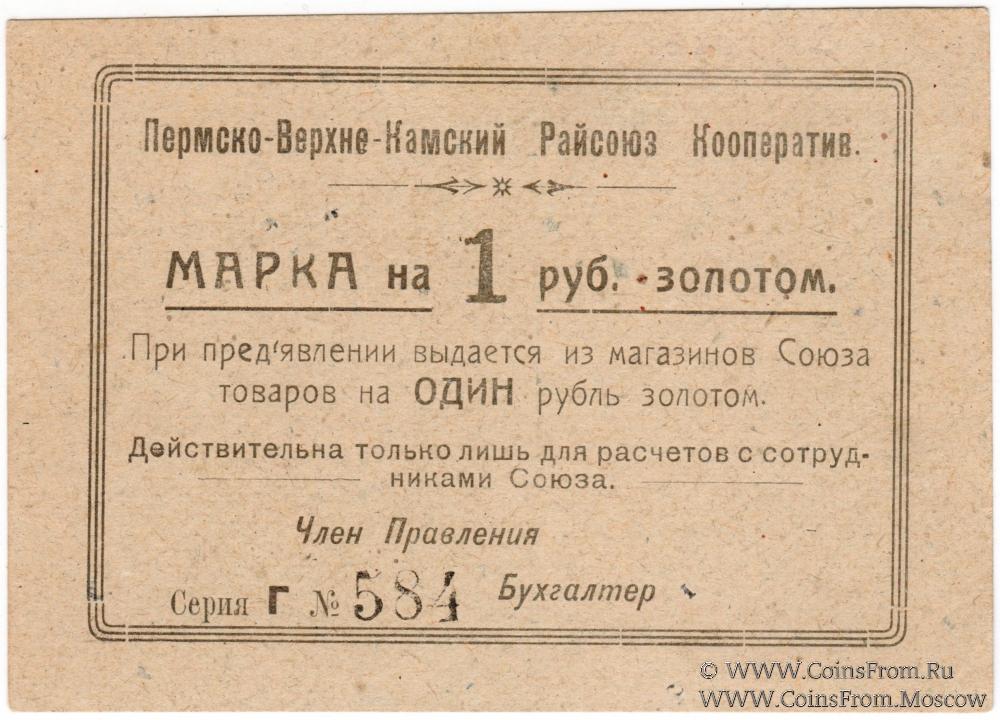 Пермско-Верхне-Камский Райсоюз Кооператив.
МАРКА на 1 руб. золотом.
При пред'явлении выдается из магазинов Союза
товаров на ОДИН рубль золотом.
Действительна только лишь для расчетов с сотруд-
никами Союза.
Член Правления
Бухгалтер
Серия Г № 584
© WWW.CoinsFrom.Ru
WWW.CoinsFrom.Moscow